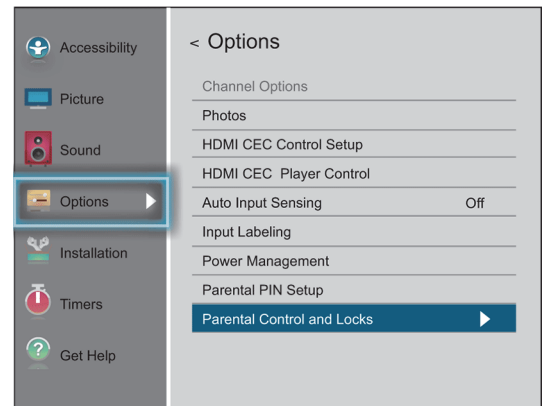 Accessibility
Picture
Sound
Options
Installation
Timers
Get Help
< Options
Channel Options
Photos
HDMI CEC Control Setup
HDMI CEC  Player Control
Auto Input Sensing Off
Input Labeling
Power Management
Parental PIN Setup
Parental Control and Locks